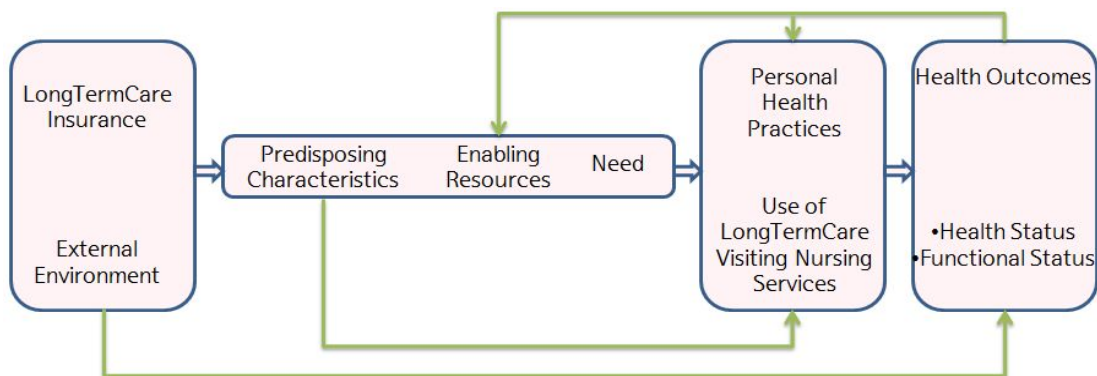 LongTermCare
Insurance
External
Environment
Predisposing
Characteristics
Enabling
Resources
Need
Personal
Health
Practices
Use of
LongTermCare
Visiting Nursing
Services
Health Outcomes
•Health Status
•Functional Status